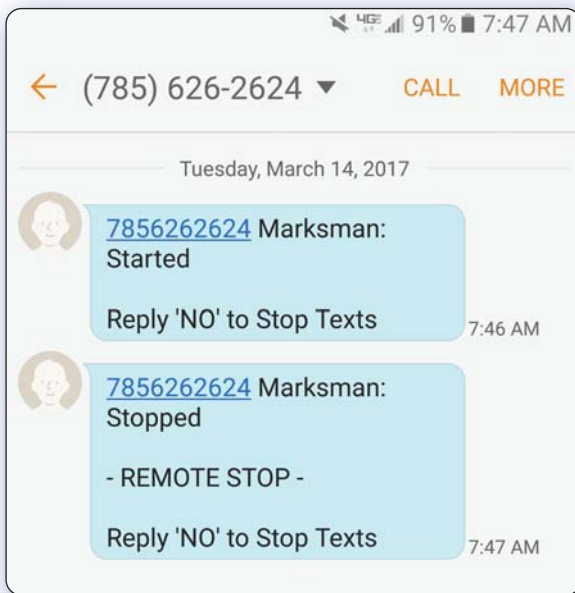 4GE 91% 7:47 AM
(785) 626-2624 CALL MORE
Tuesday, March 14, 2017
7856262624 Marksman:
Started
Reply 'NO' to Stop Texts
7:46 AM
7856262624 Marksman:
Stopped
- REMOTE STOP -
Reply 'NO' to Stop Texts
7:47 AM